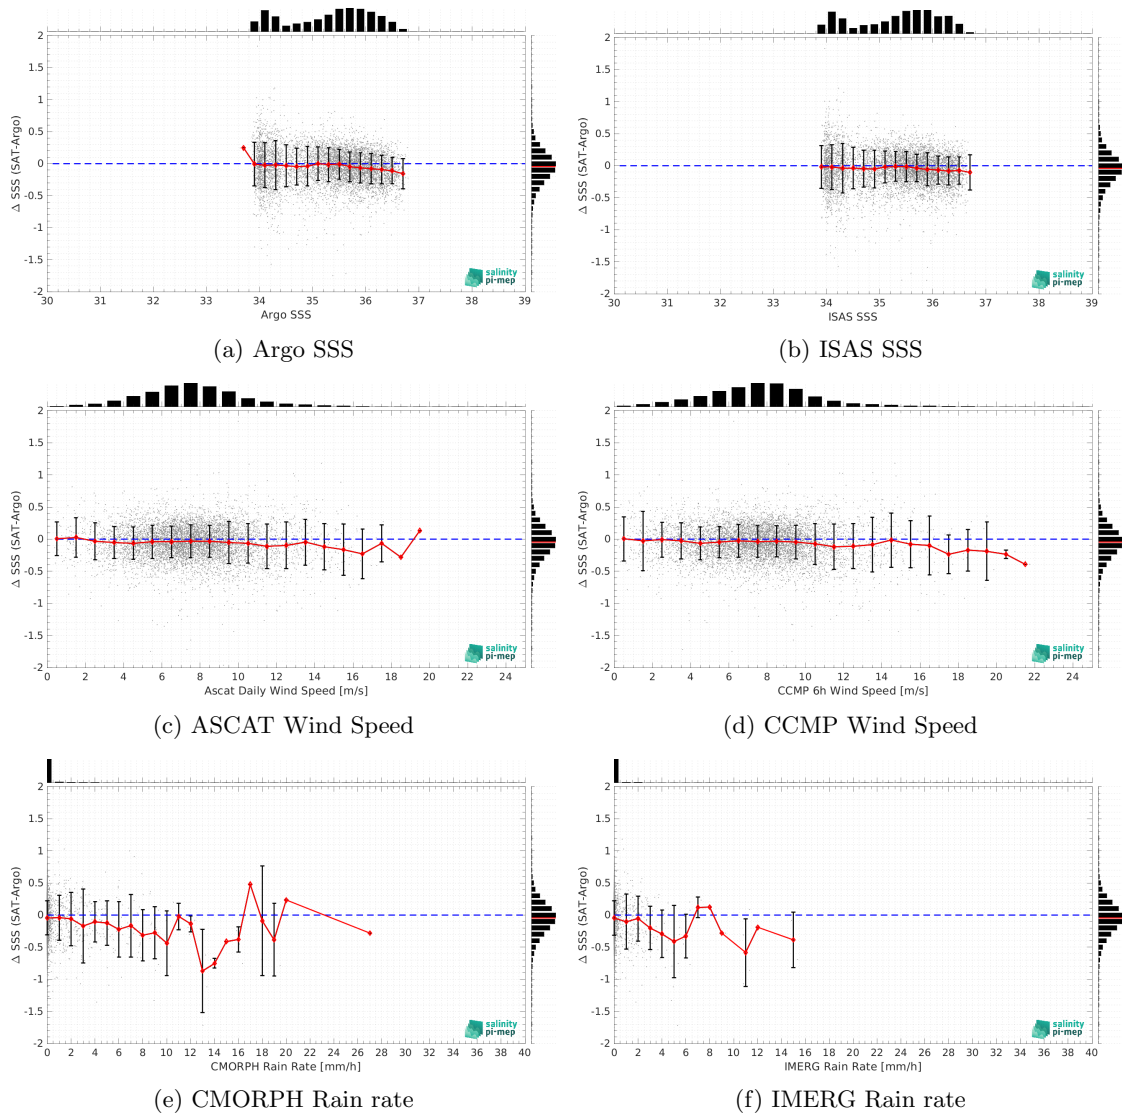 Δ SSS (SAT-Argo)
2
1.5
1
0.5
0
-0.5
-1
-1.5
-2
salinity
pi-mep
30 31 32 33 34 35 36 37 38 39
Argo SSS
(a) Argo SSS
Δ SSS (SAT-Argo)
2
1.5
1
0.5
0
-0.5
-1
-1.5
-2
salinity
pi-mep
30 31 32 33 34 35 36 37 38 39
ISAS SSS
(b) ISAS SSS
Δ SSS (SAT-Argo)
2
1.5
1
0.5
0
-0.5
-1
-1.5
-2
salinity
pi-mep
0 2 4 6 8 10 12 14 16 18 20 22 24
Ascat Daily Wind Speed [m/s]
(c) ASCAT Wind Speed
Δ SSS (SAT-Argo)
2
1.5
1
0.5
0
-0.5
-1
-1.5
-2
salinity
pi-mep
0 2 4 6 8 10 12 14 16 18 20 22 24
CCMP 6h Wind Speed [m/s]
(d) CCMP Wind Speed
Δ SSS (SAT-Argo)
2
1.5
1
0.5
0
-0.5
-1
-1.5
-2
salinity
pi-mep
0 2 4 6 8 10 12 14 16 18 20 22 24 26 28 30 32 34 36 38 40
CMORPH Rain Rate [mm/h]
(e) CMORPH Rain rate
Δ SSS (SAT-Argo)
2
1.5
1
0.5
0
-0.5
-1
-1.5
-2
salinity
pi-mep
0 2 4 6 8 10 12 14 16 18 20 22 24 26 28 30 32 34 36 38 40
IMERG Rain Rate [mm/h]
(f) IMERG Rain rate